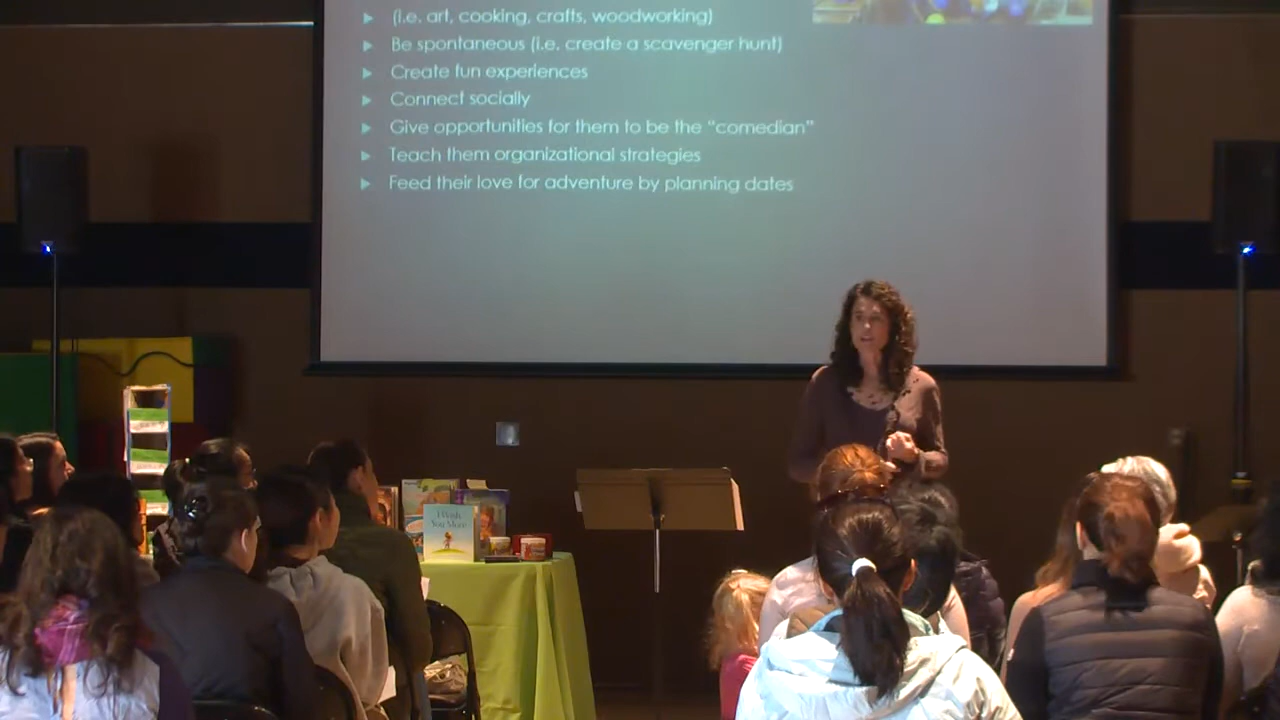 (i.e. art, cooking, crafts, woodworking)
Be spontaneous (i.e. create a scavenger hunt)
Create fun experiences
Connect socially
Give opportunities for them to be the “comedian”
Teach them organizational strategies
Feed their love for adventure by planning dates
I Wish
You More